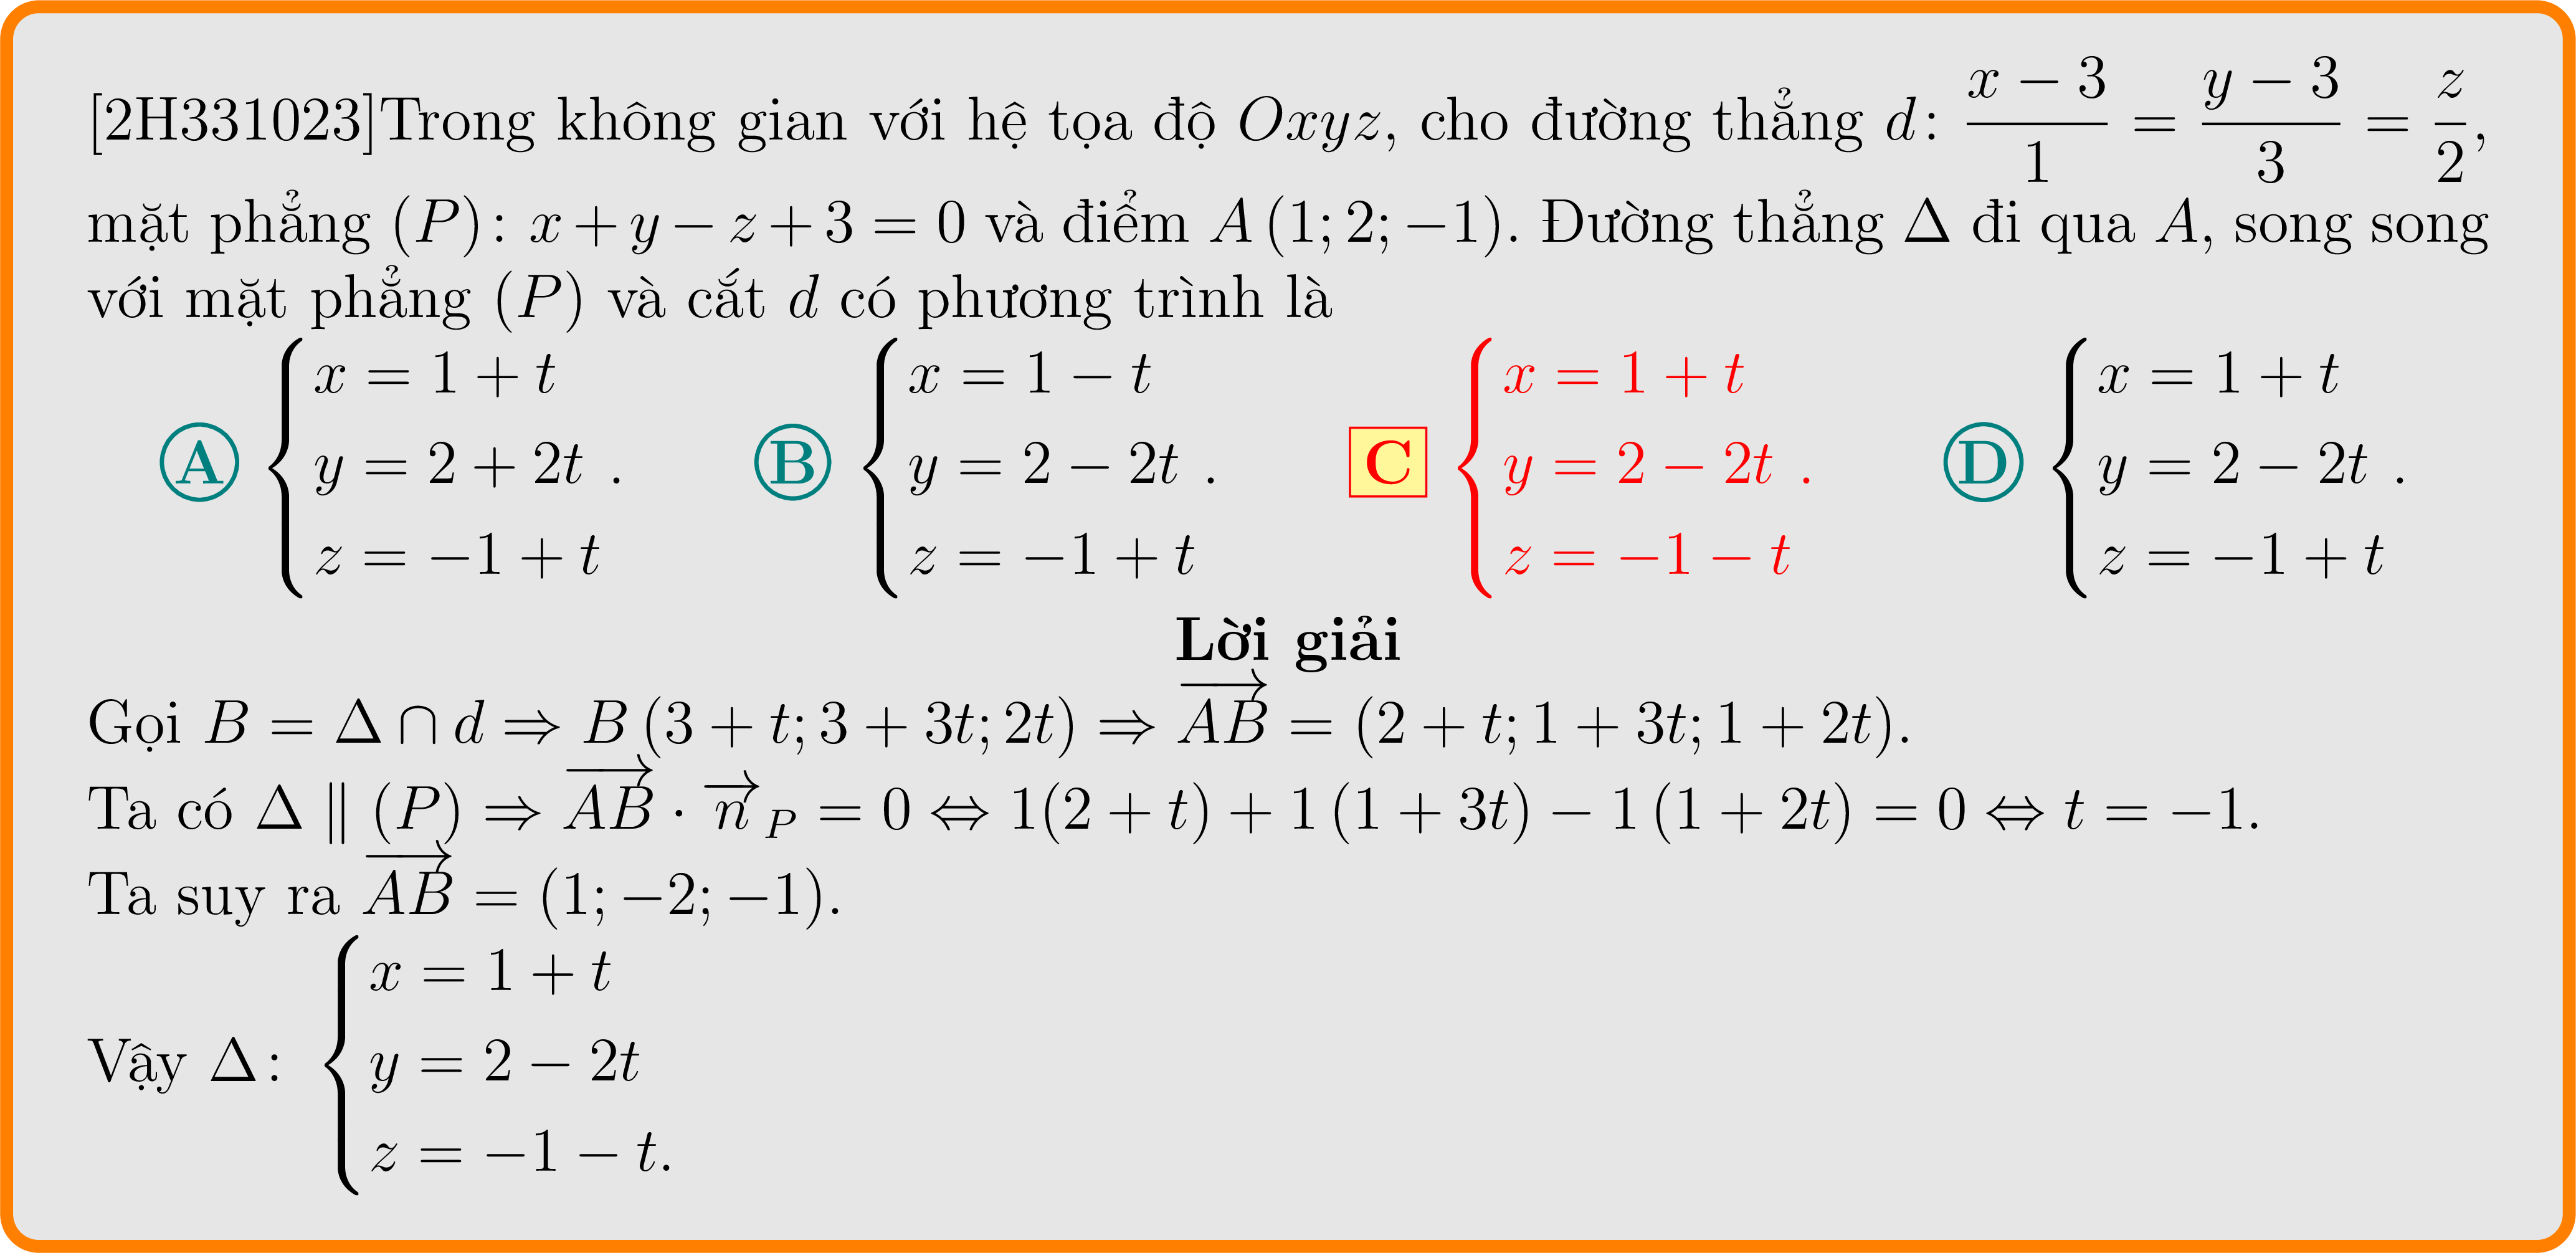 [2H331023]Trong không gian với hệ tọa độ $Oxyz$, cho đường thẳng $d\colon \dfrac{x-3}{1} = \dfrac{y-3}{3} = \dfrac{z}{2}$,
mặt phẳng $(P)\colon x+y-z+3=0$ và điểm $A\,(1;2;-1)$. Đường thẳng $\Delta$ đi qua $A$, song song
với mặt phẳng $(P)$ và cắt $d$ có phương trình là
A $\begin{cases} x = 1+t \\ y = 2+2t \\ z = -1+t \end{cases}$. B $\begin{cases} x = 1-t \\ y = 2-2t \\ z = -1+t \end{cases}$. C $\begin{cases} x = 1+t \\ y = 2-2t \\ z = -1-t \end{cases}$. D $\begin{cases} x = 1+t \\ y = 2-2t \\ z = -1+t \end{cases}$.
Lời giải
Gọi $B = \Delta \cap d \Rightarrow B\,(3+t;3+3t;2t) \Rightarrow \overrightarrow{AB} = (2+t;1+3t;1+2t)$.
Ta có $\Delta \parallel (P) \Rightarrow \overrightarrow{AB} \cdot \overrightarrow{n}_P = 0 \Leftrightarrow 1(2+t)+1\,(1+3t)-1\,(1+2t) = 0 \Leftrightarrow t = -1$.
Ta suy ra $\overrightarrow{AB} = (1;-2;-1)$.
Vậy $\Delta\colon \begin{cases} x = 1+t \\ y = 2-2t \\ z = -1-t. \end{cases}$